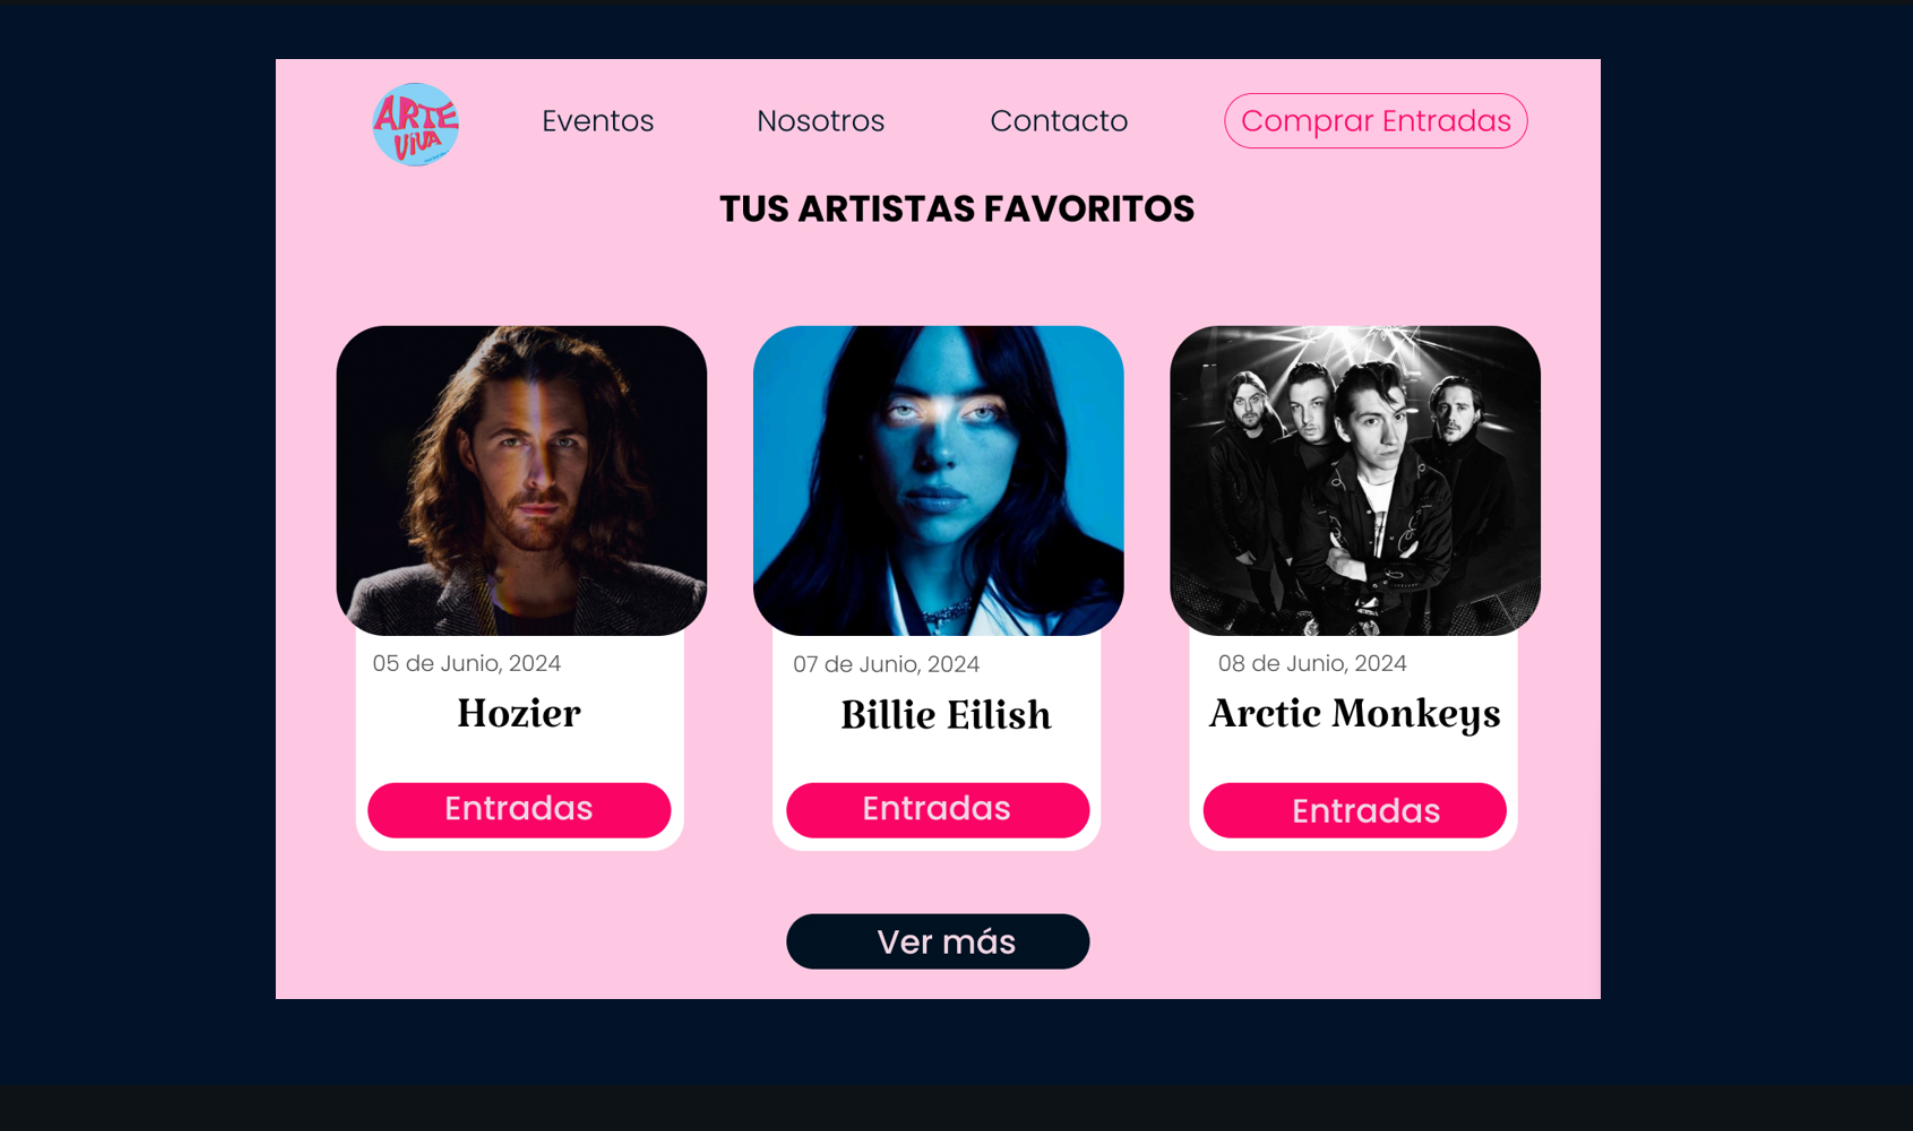 ARTE
VIVA
Eventos
Nosotros
Contacto
Comprar Entradas
TUS ARTISTAS FAVORITOS
05 de Junio, 2024
Hozier
Entradas
07 de Junio, 2024
Billie Eilish
Entradas
08 de Junio, 2024
Arctic Monkeys
Entradas
Ver más